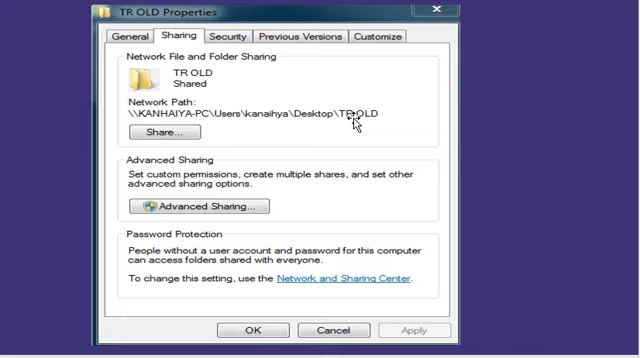 TR OLD Properties
General Sharing Security Previous Versions Customize
Network File and Folder Sharing
TR OLD
Shared
Network Path:
\\KANHAIYA-PC\Users\kanaihya\Desktop\TR OLD
Share...
Advanced Sharing
Set custom permissions, create multiple shares, and set other
advanced sharing options.
Advanced Sharing...
Password Protection
People without a user account and password for this computer
can access folders shared with everyone.
To change this setting, use the Network and Sharing Center.
OK Cancel Apply